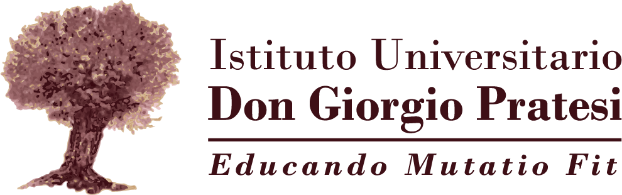 Istituto Universitario
Don Giorgio Pratesi
Educando Mutatio Fit